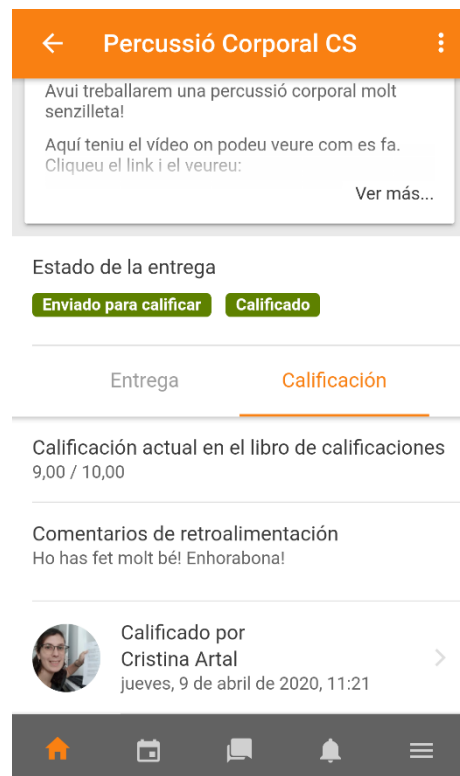 Percussió Corporal CS
Avui treballarem una percussió corporal molt
senzilleta!
Aquí teniu el vídeo on podeu veure com es fa.
Cliqueu el link i el veureu:
Ver más...
Estado de la entrega
Enviado para calificar Calificado
Entrega Calificación
Calificación actual en el libro de calificaciones
9,00 / 10,00
Comentarios de retroalimentación
Ho has fet molt bé! Enhorabona!
Calificado por
Cristina Artal
jueves, 9 de abril de 2020, 11:21